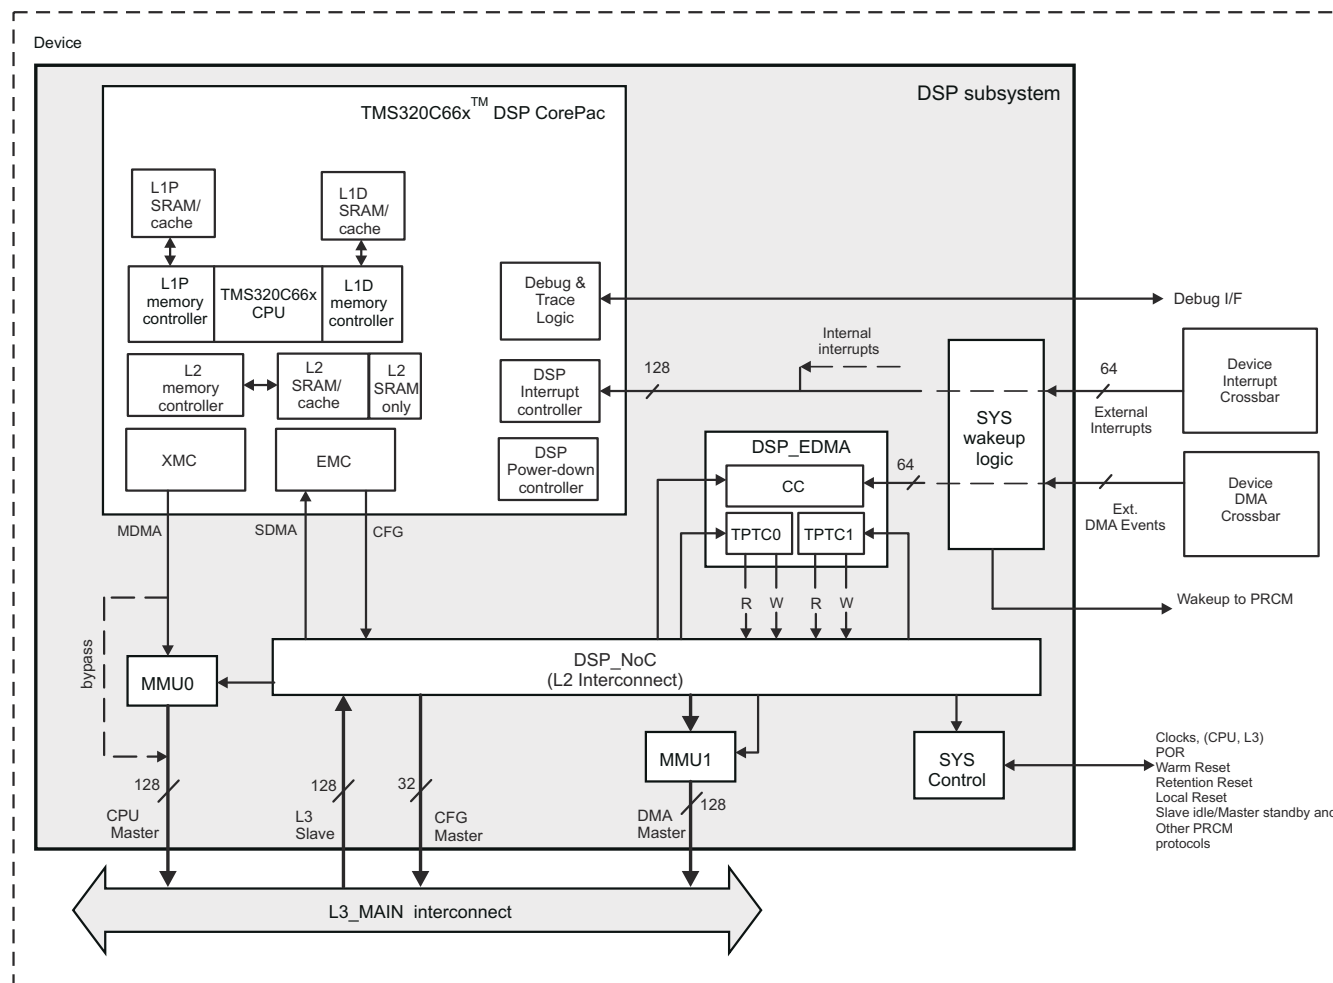 Device
DSP subsystem
TMS320C66x™ DSP CorePac
L1P
SRAM/
cache
L1D
SRAM/
cache
L1P
memory
controller
TMS320C66x
CPU
L1D
memory
controller
Debug &
Trace
Logic
Debug I/F
L2
memory
controller
L2
SRAM/
cache
L2
SRAM
only
DSP
Interrupt
controller
128
Internal
interrupts
SYS
wakeup
logic
64
External
Interrupts
Device
Interrupt
Crossbar
XMC
EMC
DSP
Power-down
controller
DSP_EDMA
CC
64
TPTC0
TPTC1
Ext.
DMA Events
Device
DMA
Crossbar
MDMA
SDMA
CFG
R
W
R
W
Wakeup to PRCM
bypass
DSP_NoC
(L2 Interconnect)
MMU0
MMU1
SYS
Control
Clocks, (CPU, L3)
POR
Warm Reset
Retention Reset
Local Reset
Slave idle/Master standby and
Other PRCM
protocols
128
CPU
Master
128
L3
Slave
32
CFG
Master
128
DMA
Master
L3_MAIN interconnect